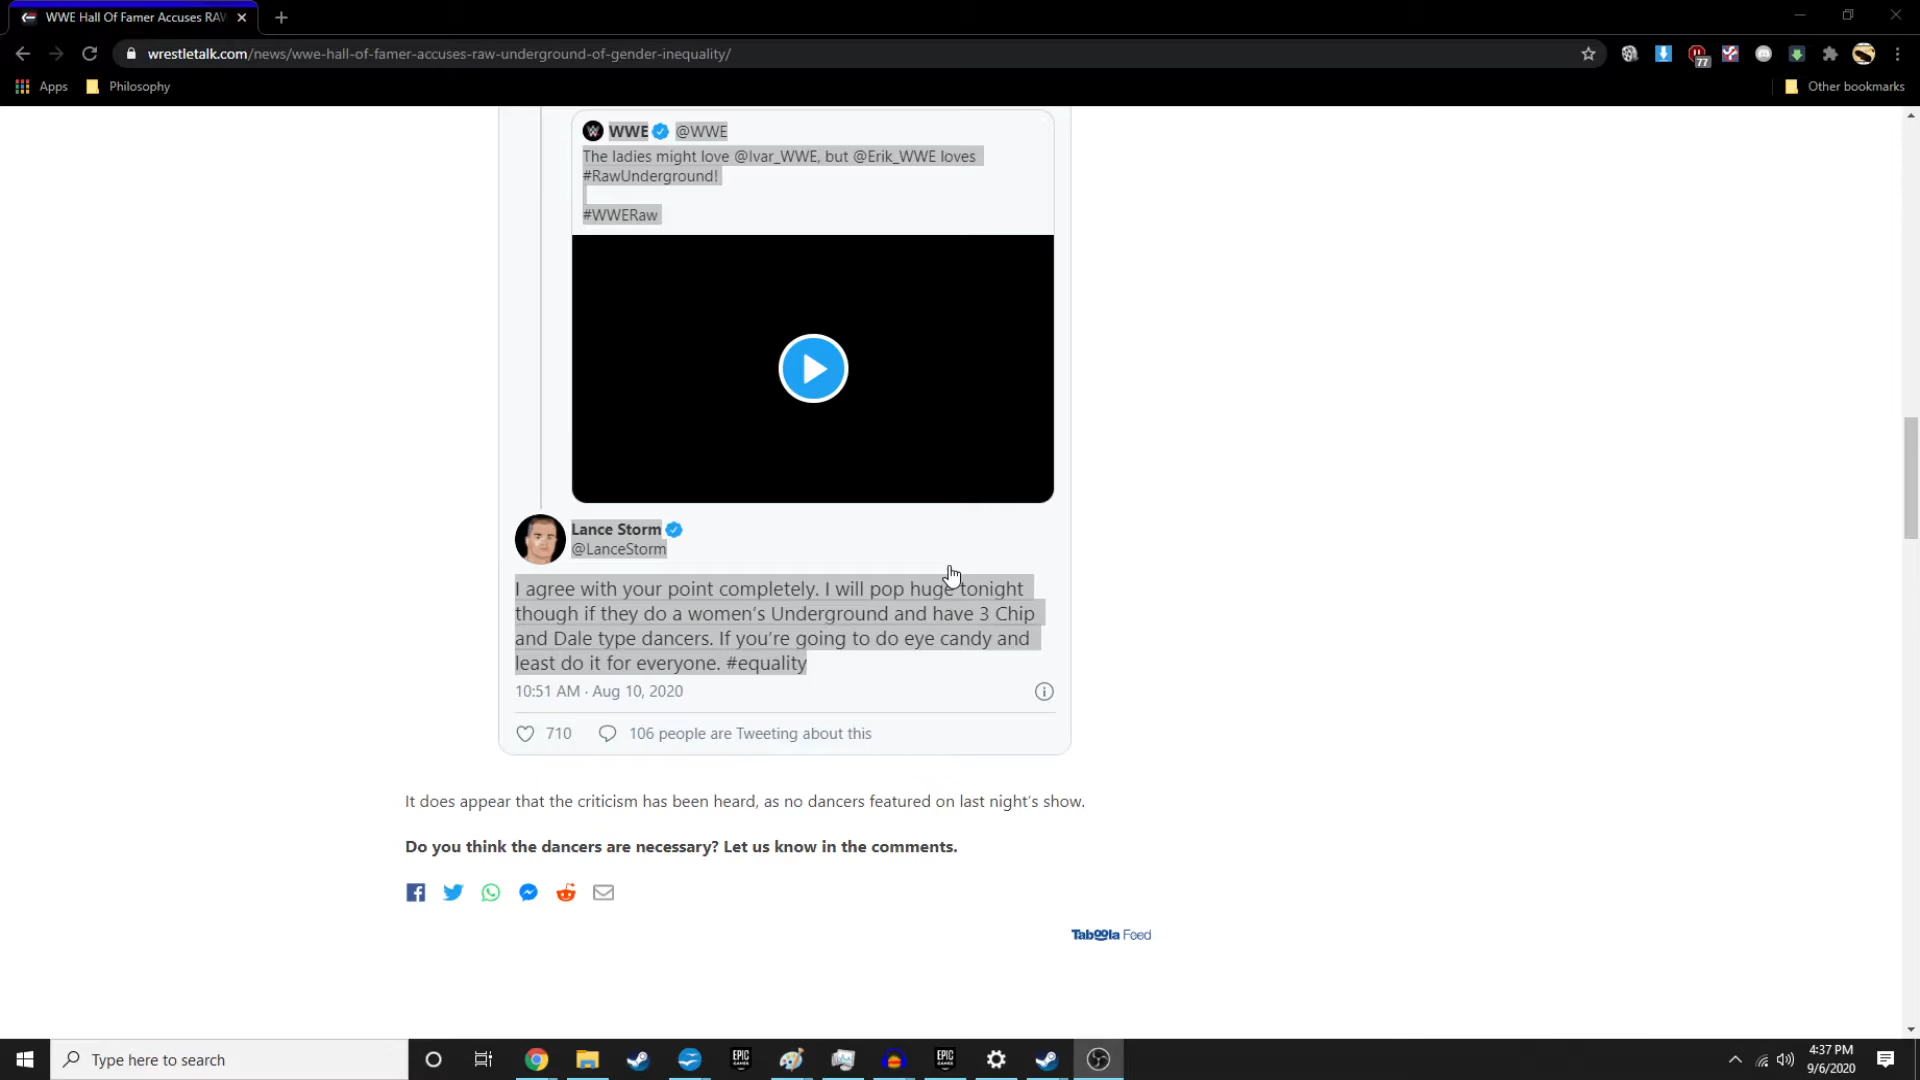 WWE Hall Of Famer Accuses RAW
wrestletalk.com/news/wwe-hall-of-famer-accuses-raw-underground-of-gender-inequality/
77
Apps
Philosophy
Other bookmarks
WWE @WWE
The ladies might love @Ivar_WWE, but @Erik_WWE loves
#RawUnderground!
#WWERaw
Lance Storm
@LanceStorm
I agree with your point completely. I will pop huge tonight
though if they do a women's Underground and have 3 Chip
and Dale type dancers. If you're going to do eye candy and
least do it for everyone. #equality
10:51 AM · Aug 10, 2020
710
106 people are Tweeting about this
It does appear that the criticism has been heard, as no dancers featured on last night's show.
Do you think the dancers are necessary? Let us know in the comments.
Taboola Feed
Type here to search
EPIC GAMES
EPIC GAMES
4:37 PM
9/6/2020